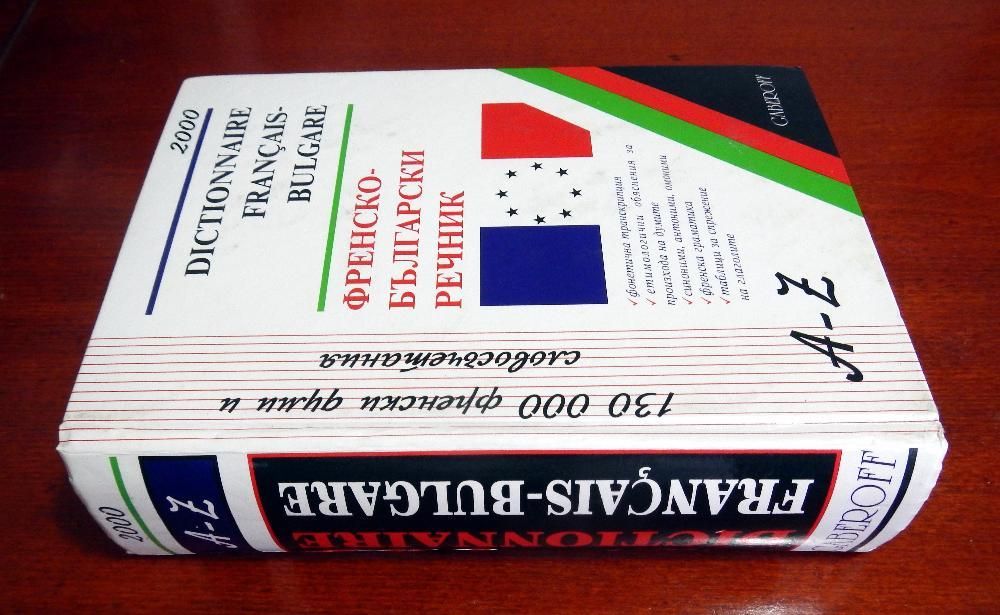 2000
DICTIONNAIRE
FRANÇAIS-
BULGARE
ФРЕНСКО-
БЪЛГАРСКИ
РЕЧНИК
✓фонетична транскрипция
✓етимологични обяснения за
произхода на думите
✓синоними, антоними, омоними
✓френска граматика
✓таблици за спрежение
на глаголите
A-Z
GABEROFF
130 000 френски думи и
словосъчетания
DICTIONNAIRE
FRANÇAIS-BULGARE
2000
A-Z
GABEROFF